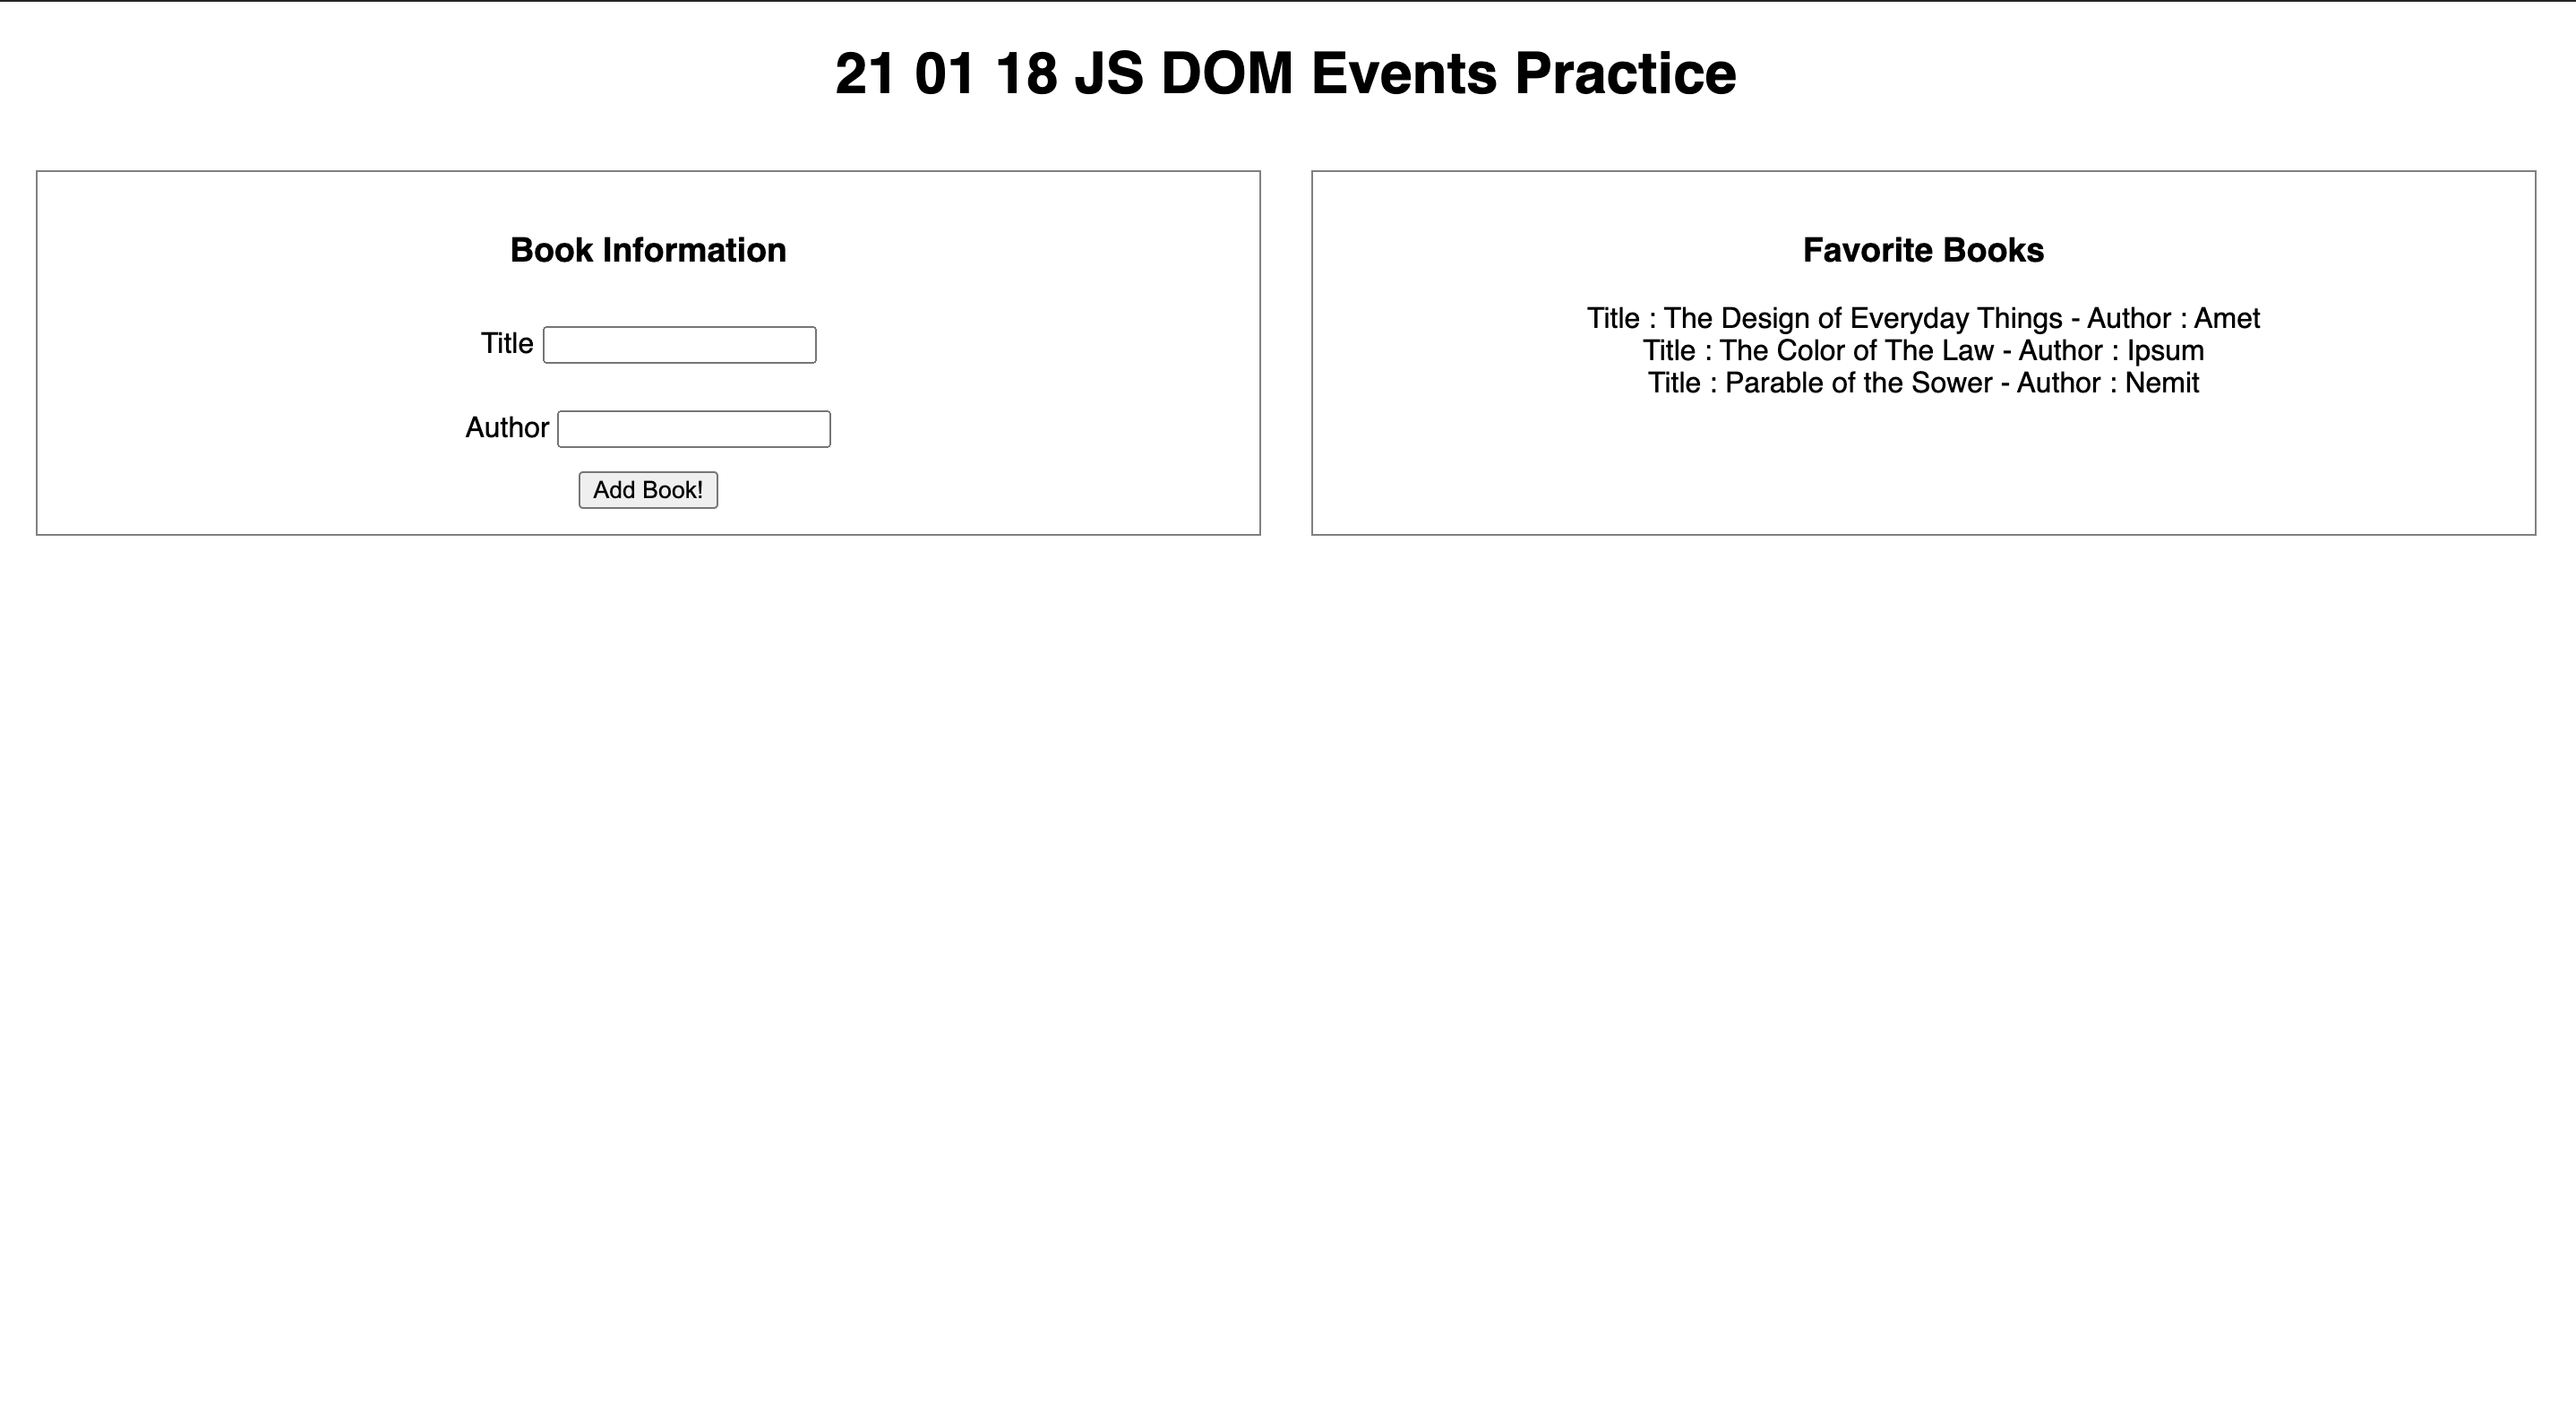 21 01 18 JS DOM Events Practice
Book Information
Title
Author
Add Book!
Favorite Books
Title : The Design of Everyday Things - Author : Amet
Title : The Color of The Law - Author : Ipsum
Title : Parable of the Sower - Author : Nemit